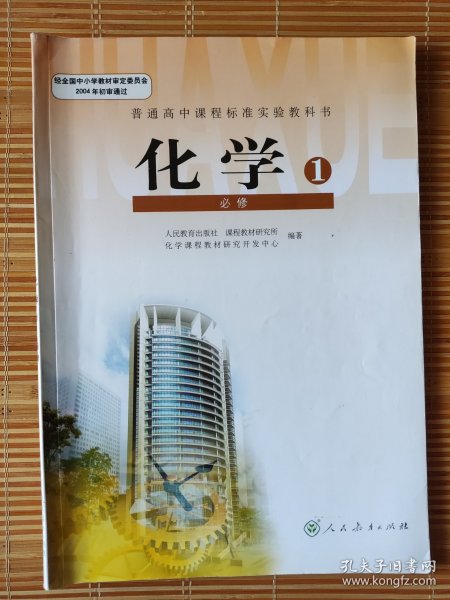 经全国中小学教材审定委员会
2004年初审通过
HUAXUE
普通高中课程标准实验教科书
化学 1
必修
人民教育出版社 课程教材研究所
化学课程教材研究开发中心
编著
人民教育出版社
孔夫子旧书网
www.kongfz.com